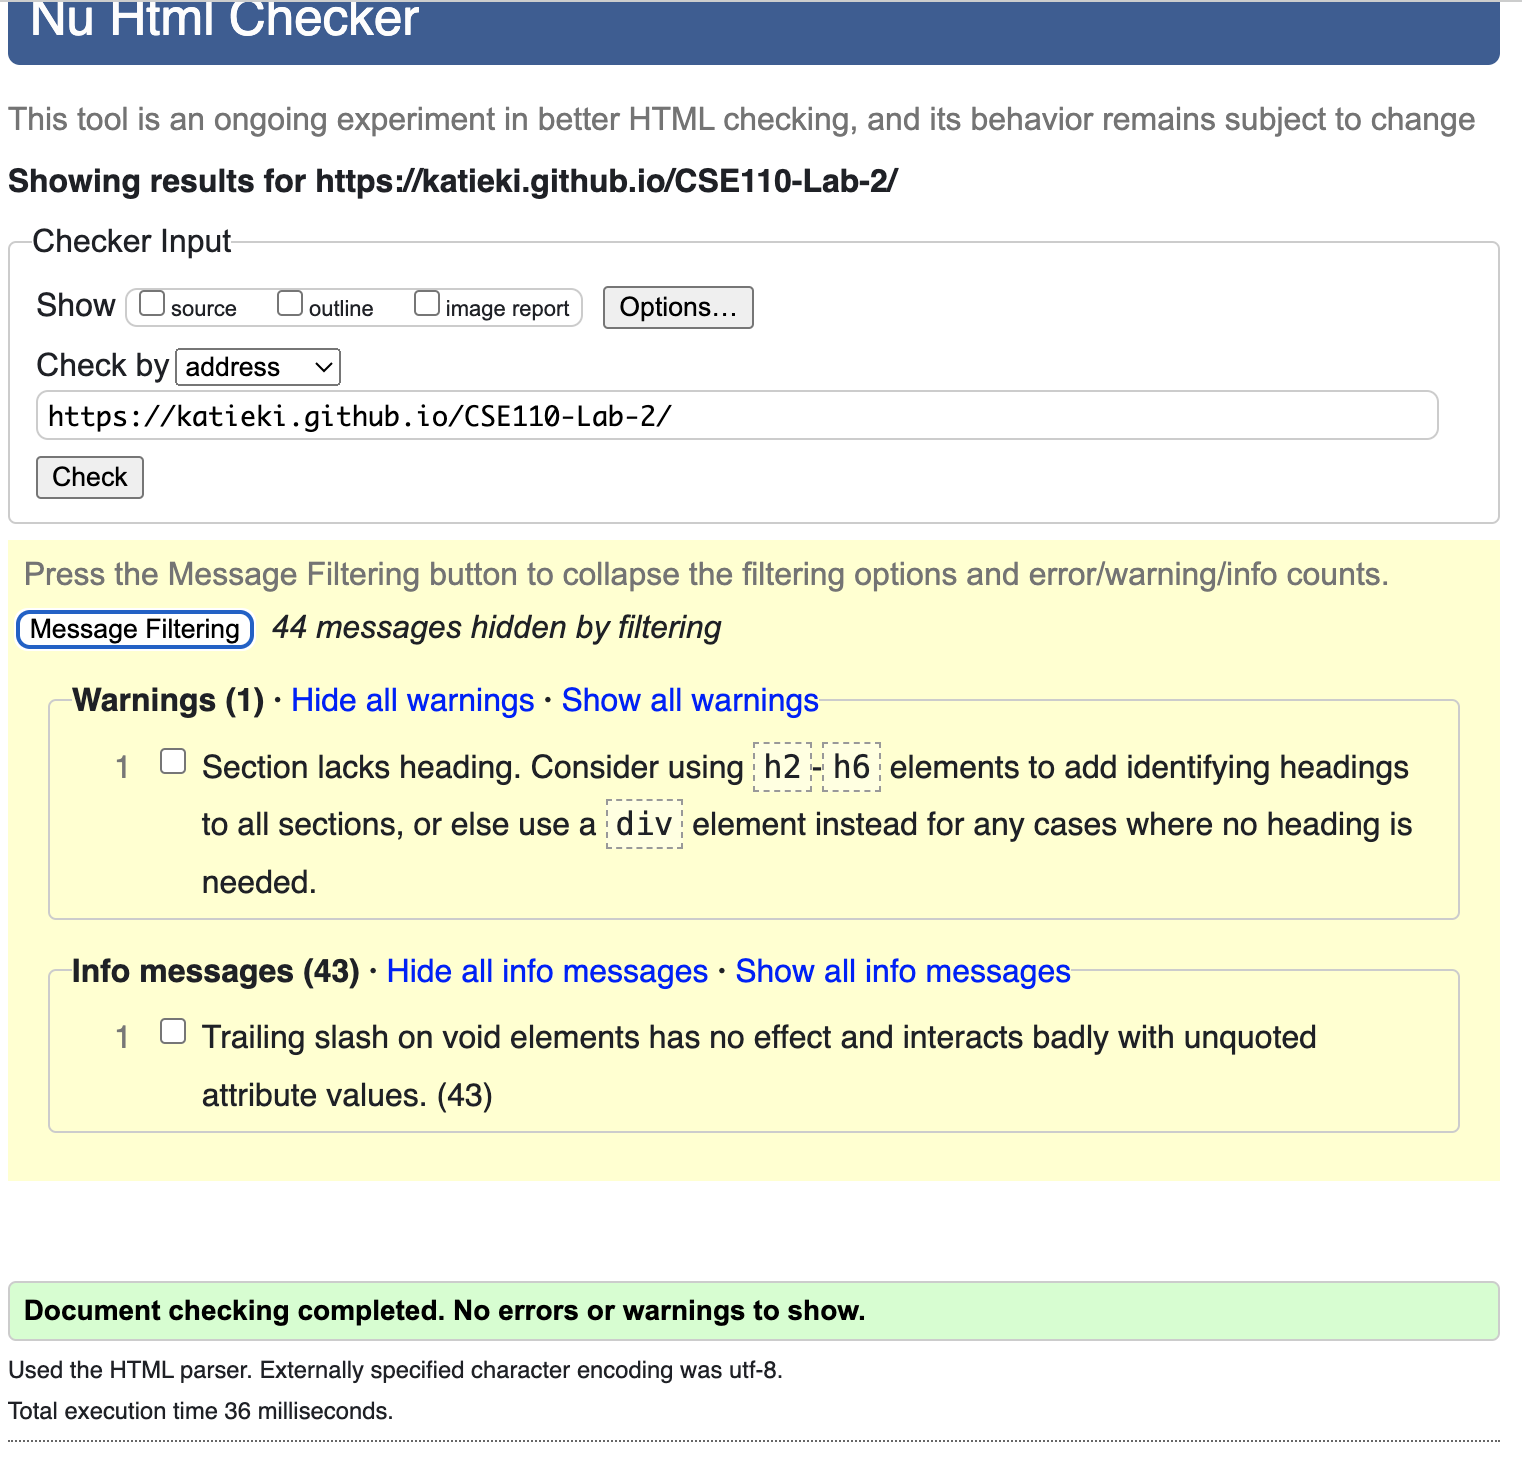 Nu Html Checker
This tool is an ongoing experiment in better HTML checking, and its behavior remains subject to change
Showing results for https://katieki.github.io/CSE110-Lab-2/
Checker Input
Show source outline image report Options...
Check by address
https://katieki.github.io/CSE110-Lab-2/
Check
Press the Message Filtering button to collapse the filtering options and error/warning/info counts.
Message Filtering 44 messages hidden by filtering
Warnings (1) · Hide all warnings · Show all warnings
1 Section lacks heading. Consider using h2-h6 elements to add identifying headings
to all sections, or else use a div element instead for any cases where no heading is
needed.
Info messages (43) · Hide all info messages · Show all info messages
1 Trailing slash on void elements has no effect and interacts badly with unquoted
attribute values. (43)
Document checking completed. No errors or warnings to show.
Used the HTML parser. Externally specified character encoding was utf-8.
Total execution time 36 milliseconds.